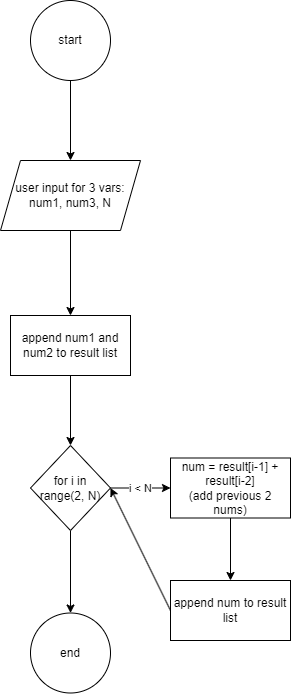 start
user input for 3 vars:
num1, num3, N
append num1 and
num2 to result list
for i in
range(2, N)
i < N
num = result[i-1] +
result[i-2]
(add previous 2
nums)
append num to result
list
end